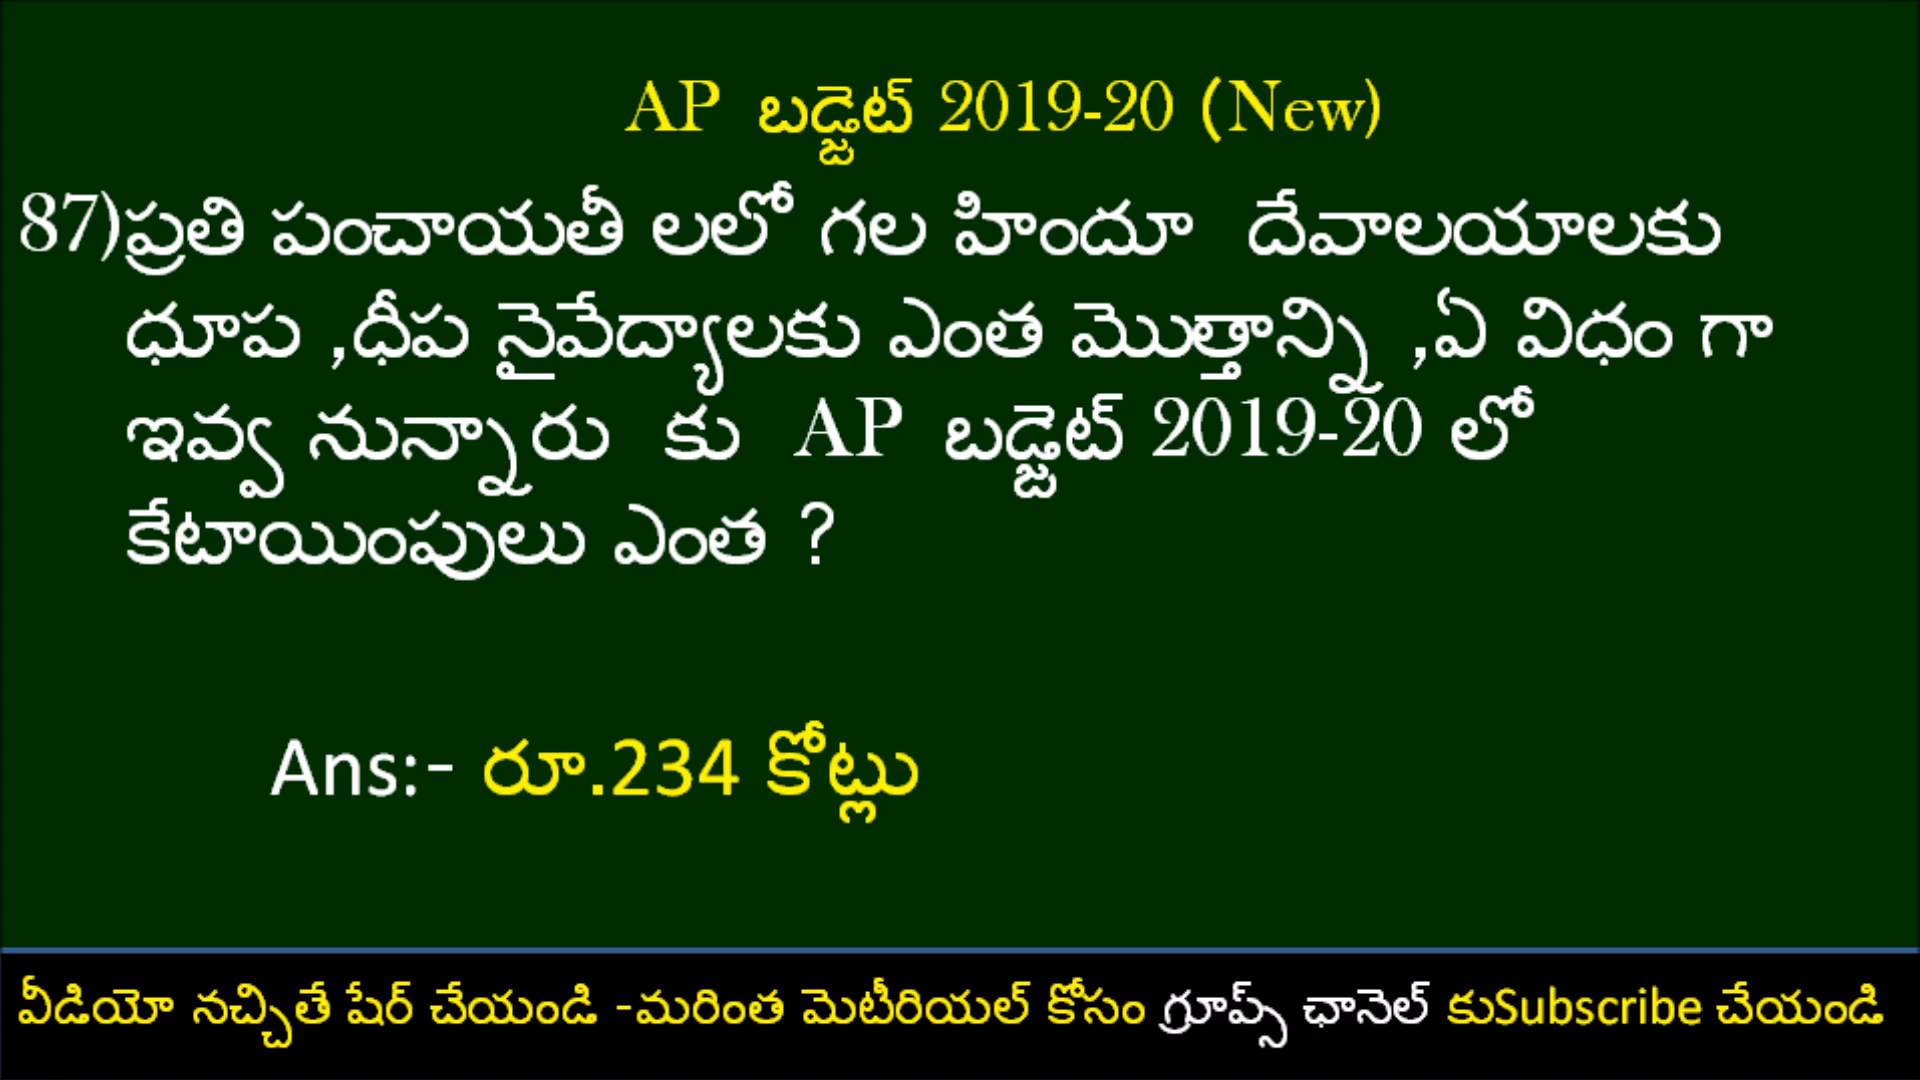 AP బడ్జెట్ 2019-20 (New)
87)ప్రతి పంచాయతీ లలో గల హిందూ దేవాలయాలకు
ధూప ,ధీప నైవేద్యాలకు ఎంత మొత్తాన్ని ,ఏ విధం గా
ఇవ్వ నున్నారు కు AP బడ్జెట్ 2019-20 లో
కేటాయింపులు ఎంత ?
Ans:- రూ.234 కోట్లు
వీడియో నచ్చితే షేర్ చేయండి -మరింత మెటీరియల్ కోసం గ్రూప్స్ ఛానెల్ కుSubscribe చేయండి